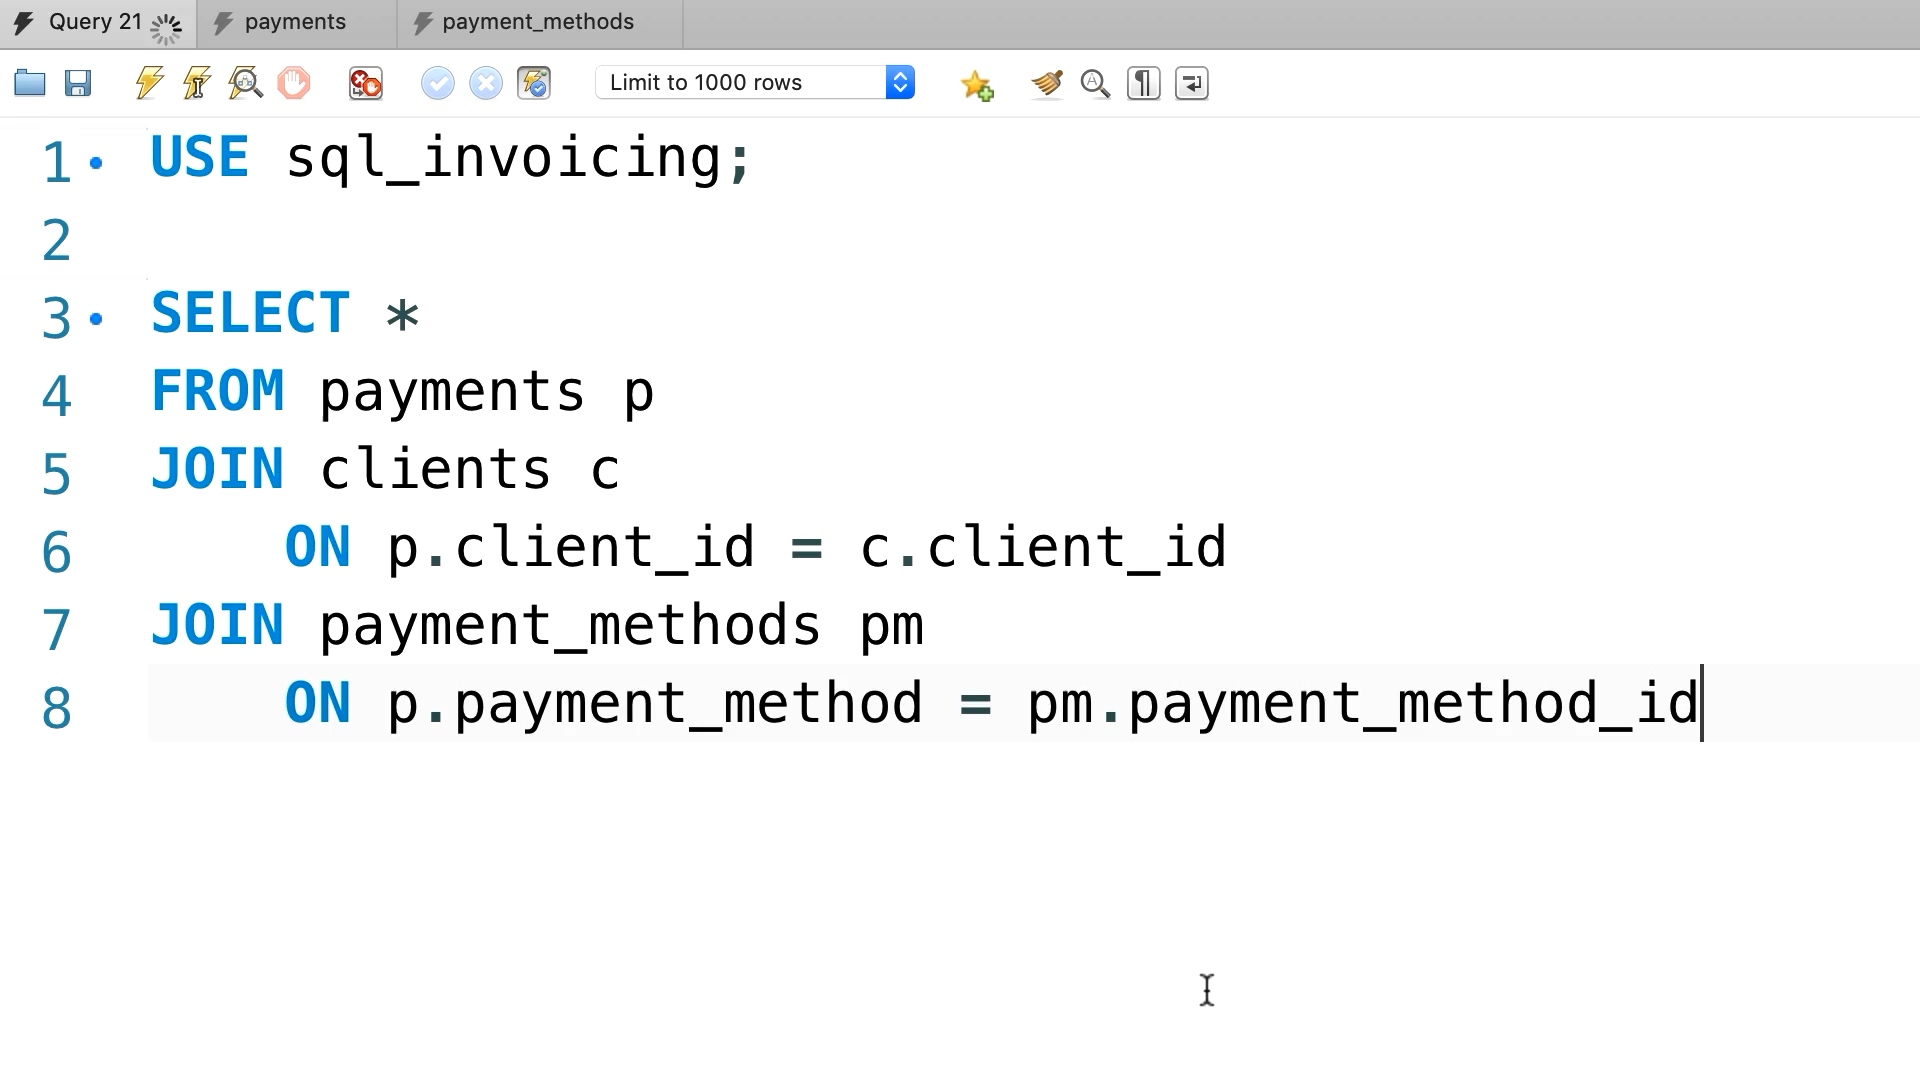 Query 21 payments payment_methods
Limit to 1000 rows
1 USE sql_invoicing;
2
3 SELECT *
4 FROM payments p
5 JOIN clients c
6 ON p.client_id = c.client_id
7 JOIN payment_methods pm
8 ON p.payment_method = pm.payment_method_id